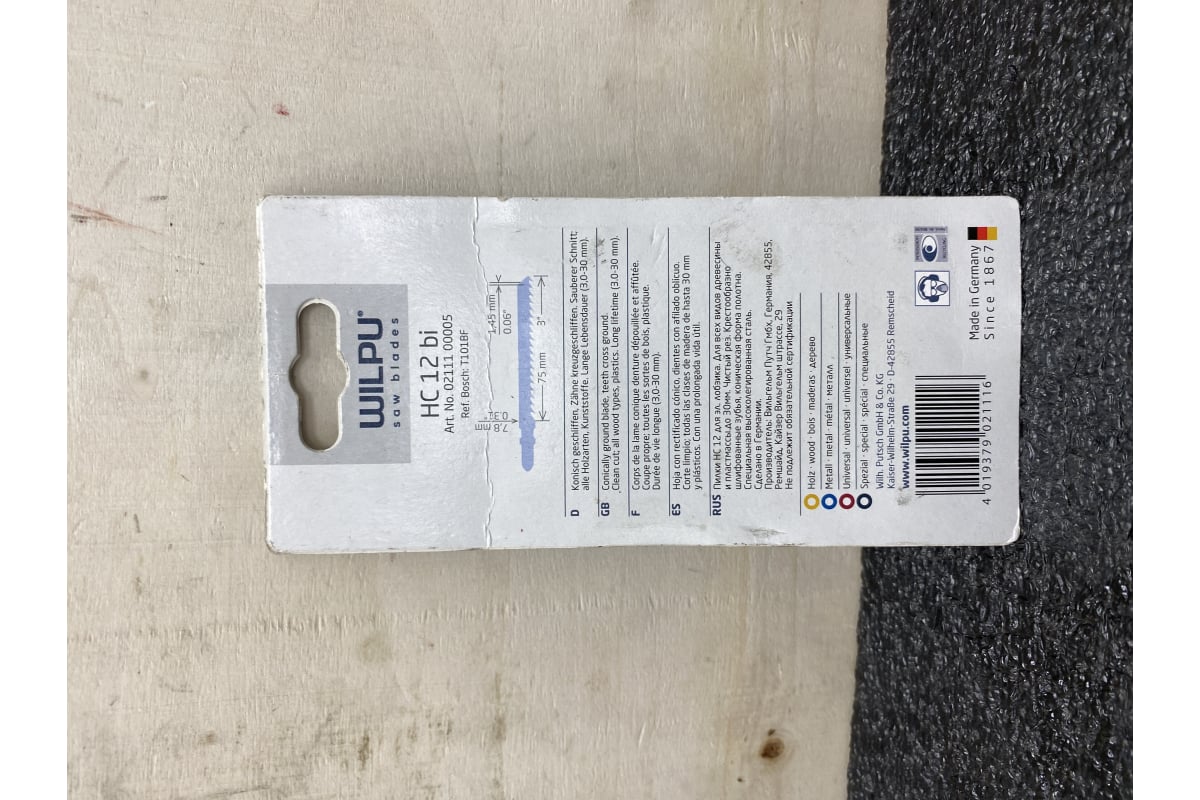 WILPU®
saw blades
HC 12 bi
Art. No. 02111 00005
Ref. Bosch: T101BF
1,45 mm
0.06"
7,8 mm
0.31"
75 mm
3"
D Konisch geschliffen, Zähne kreuzgeschliffen. Sauberer Schnitt;
alle Holzarten, Kunststoffe. Lange Lebensdauer (3.0-30 mm).
GB Conically ground blade, teeth cross ground.
Clean cut; all wood types, plastics. Long lifetime (3.0-30 mm).
F Corps de la lame conique denture dépouillée et affûtée.
Coupe propre; toutes les sortes de bois, plastique.
Durée de vie longue (3.0-30 mm).
ES Hoja con rectificado cónico, dientes con afilado oblicuo.
Corte limpio; todas las clases de madera de hasta 30 mm
y plásticos. Con una prolongada vida útil.
RUS Пилки HC 12 для эл. лобзика. Для всех видов древесины
и пластмассы до 30мм. Чистый рез. Крестообразно
шлифованные зубья, коническая форма полотна.
Специальная высоколегированная сталь.
Сделано в Германии.
Производитель: Вильгельм Путч Гмбх, Германия, 42855,
Ремшайд, Кайзер Вильгельм штрассе, 29
Не подлежит обязательной сертификации
Holz · wood · bois · maderas · дерево
Metall · metal · métal · металл
Universal · universal · universel · универсальные
Spezial · special · spécial · специальные
Wilh. Putsch GmbH & Co. KG
Kaiser-Wilhelm-Straße 29 · D-42855 Remscheid
www.wilpu.com
4 019379 021116
Made in Germany
Since 1867